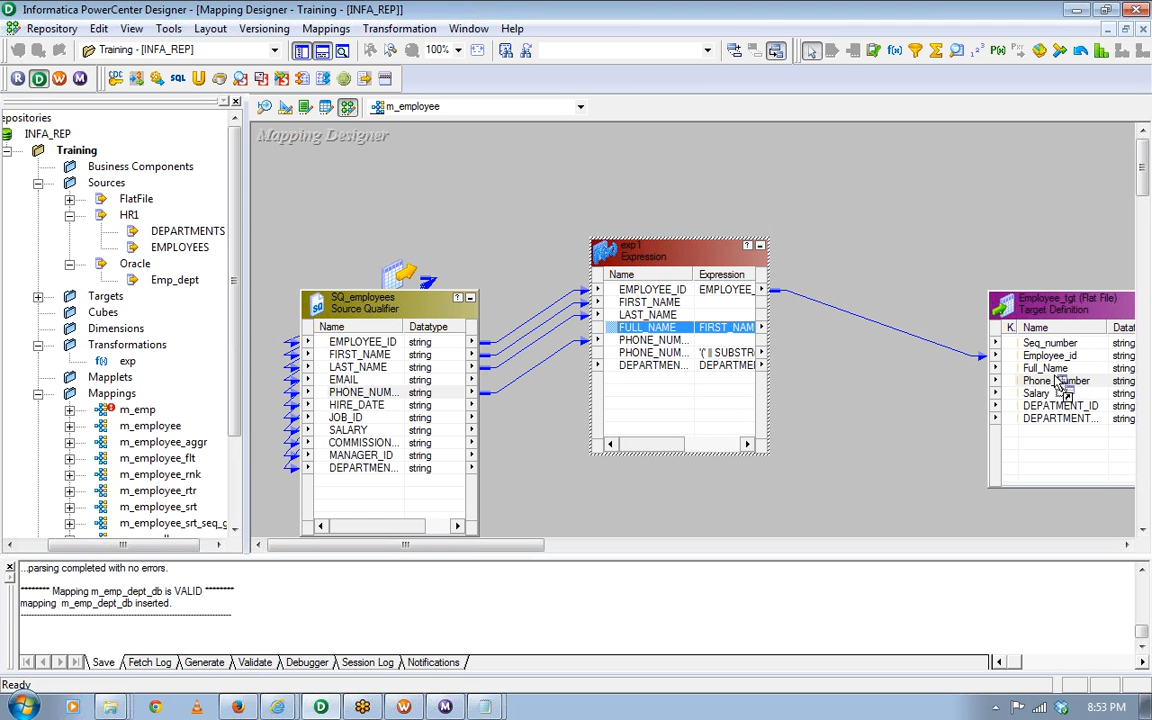 Informatica PowerCenter Designer - [Mapping Designer - Training - [INFA_REP]]
Repository Edit View Tools Layout Versioning Mappings Transformation Window Help
Training - [INFA_REP]
100%
SQL
m_employee
epositories
INFA_REP
Training
Business Components
Sources
FlatFile
HR1
DEPARTMENTS
EMPLOYEES
Oracle
Emp_dept
Targets
Cubes
Dimensions
Transformations
exp
Mapplets
Mappings
m_emp
m_employee
m_employee_aggr
m_employee_flt
m_employee_rnk
m_employee_rtr
m_employee_srt
m_employee_srt_seq_g
Mapping Designer
SQ_employees
Source Qualifier
Name Datatype
EMPLOYEE_ID string
FIRST_NAME string
LAST_NAME string
EMAIL string
PHONE_NUM... string
HIRE_DATE string
JOB_ID string
SALARY string
COMMISSION... string
MANAGER_ID string
DEPARTMEN... string
exp1
Expression
Name Expression
EMPLOYEE_ID EMPLOYEE_
FIRST_NAME
LAST_NAME
FULL_NAME FIRST_NAM
PHONE_NUM...
PHONE_NUM... '(' || SUBSTR
DEPARTMEN... DEPARTMEI
Employee_tgt (Flat File)
Target Definition
K. Name Datat
Seq_number string
Employee_id string
Full_Name string
Phone_Number string
Salary string
DEPATMENT_ID string
DEPARTMENT... string
...parsing completed with no errors.
******** Mapping m_emp_dept_db is VALID ********
mapping m_emp_dept_db inserted.
Save Fetch Log Generate Validate Debugger Session Log Notifications
Ready
8:53 PM